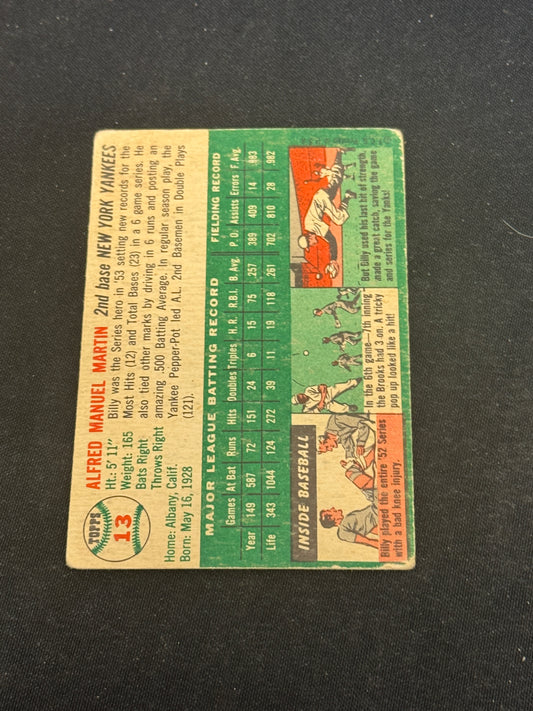 TOPPS
13
ALFRED MANUEL MARTIN 2nd base NEW YORK YANKEES
Ht.: 5' 11"
Weight: 165
Bats Right
Throws Right
Home: Albany, Calif.
Born: May 16, 1928
Billy was the Series hero in '53 setting new records for the
Most Hits (12) and Total Bases (23) in a 6 game series. He
also tied other marks by driving in 6 runs and posting an
amazing .500 Batting Average. In regular season play, the
Yankee Pepper-Pot led A.L. 2nd Basemen in Double Plays
(121).
MAJOR LEAGUE BATTING RECORD FIELDING RECORD
Games At Bat Runs Hits Doubles Triples H.R. R.B.I. B. Avg. P.O. Assists Errors F. Avg.
Year 149 587 72 151 24 6 15 75 .257 389 409 14 .983
Life 343 1044 124 272 39 11 19 118 .261 702 810 28 .982
INSIDE BASEBALL
Billy played the entire '52 Series
with a bad knee injury.
In the 6th game—7th inning
the Brooks had 3 on. A tricky
pop up looked like a hit!
But Billy used his last bit of strength,
made a great catch, saving the game
and series for the Yanks!